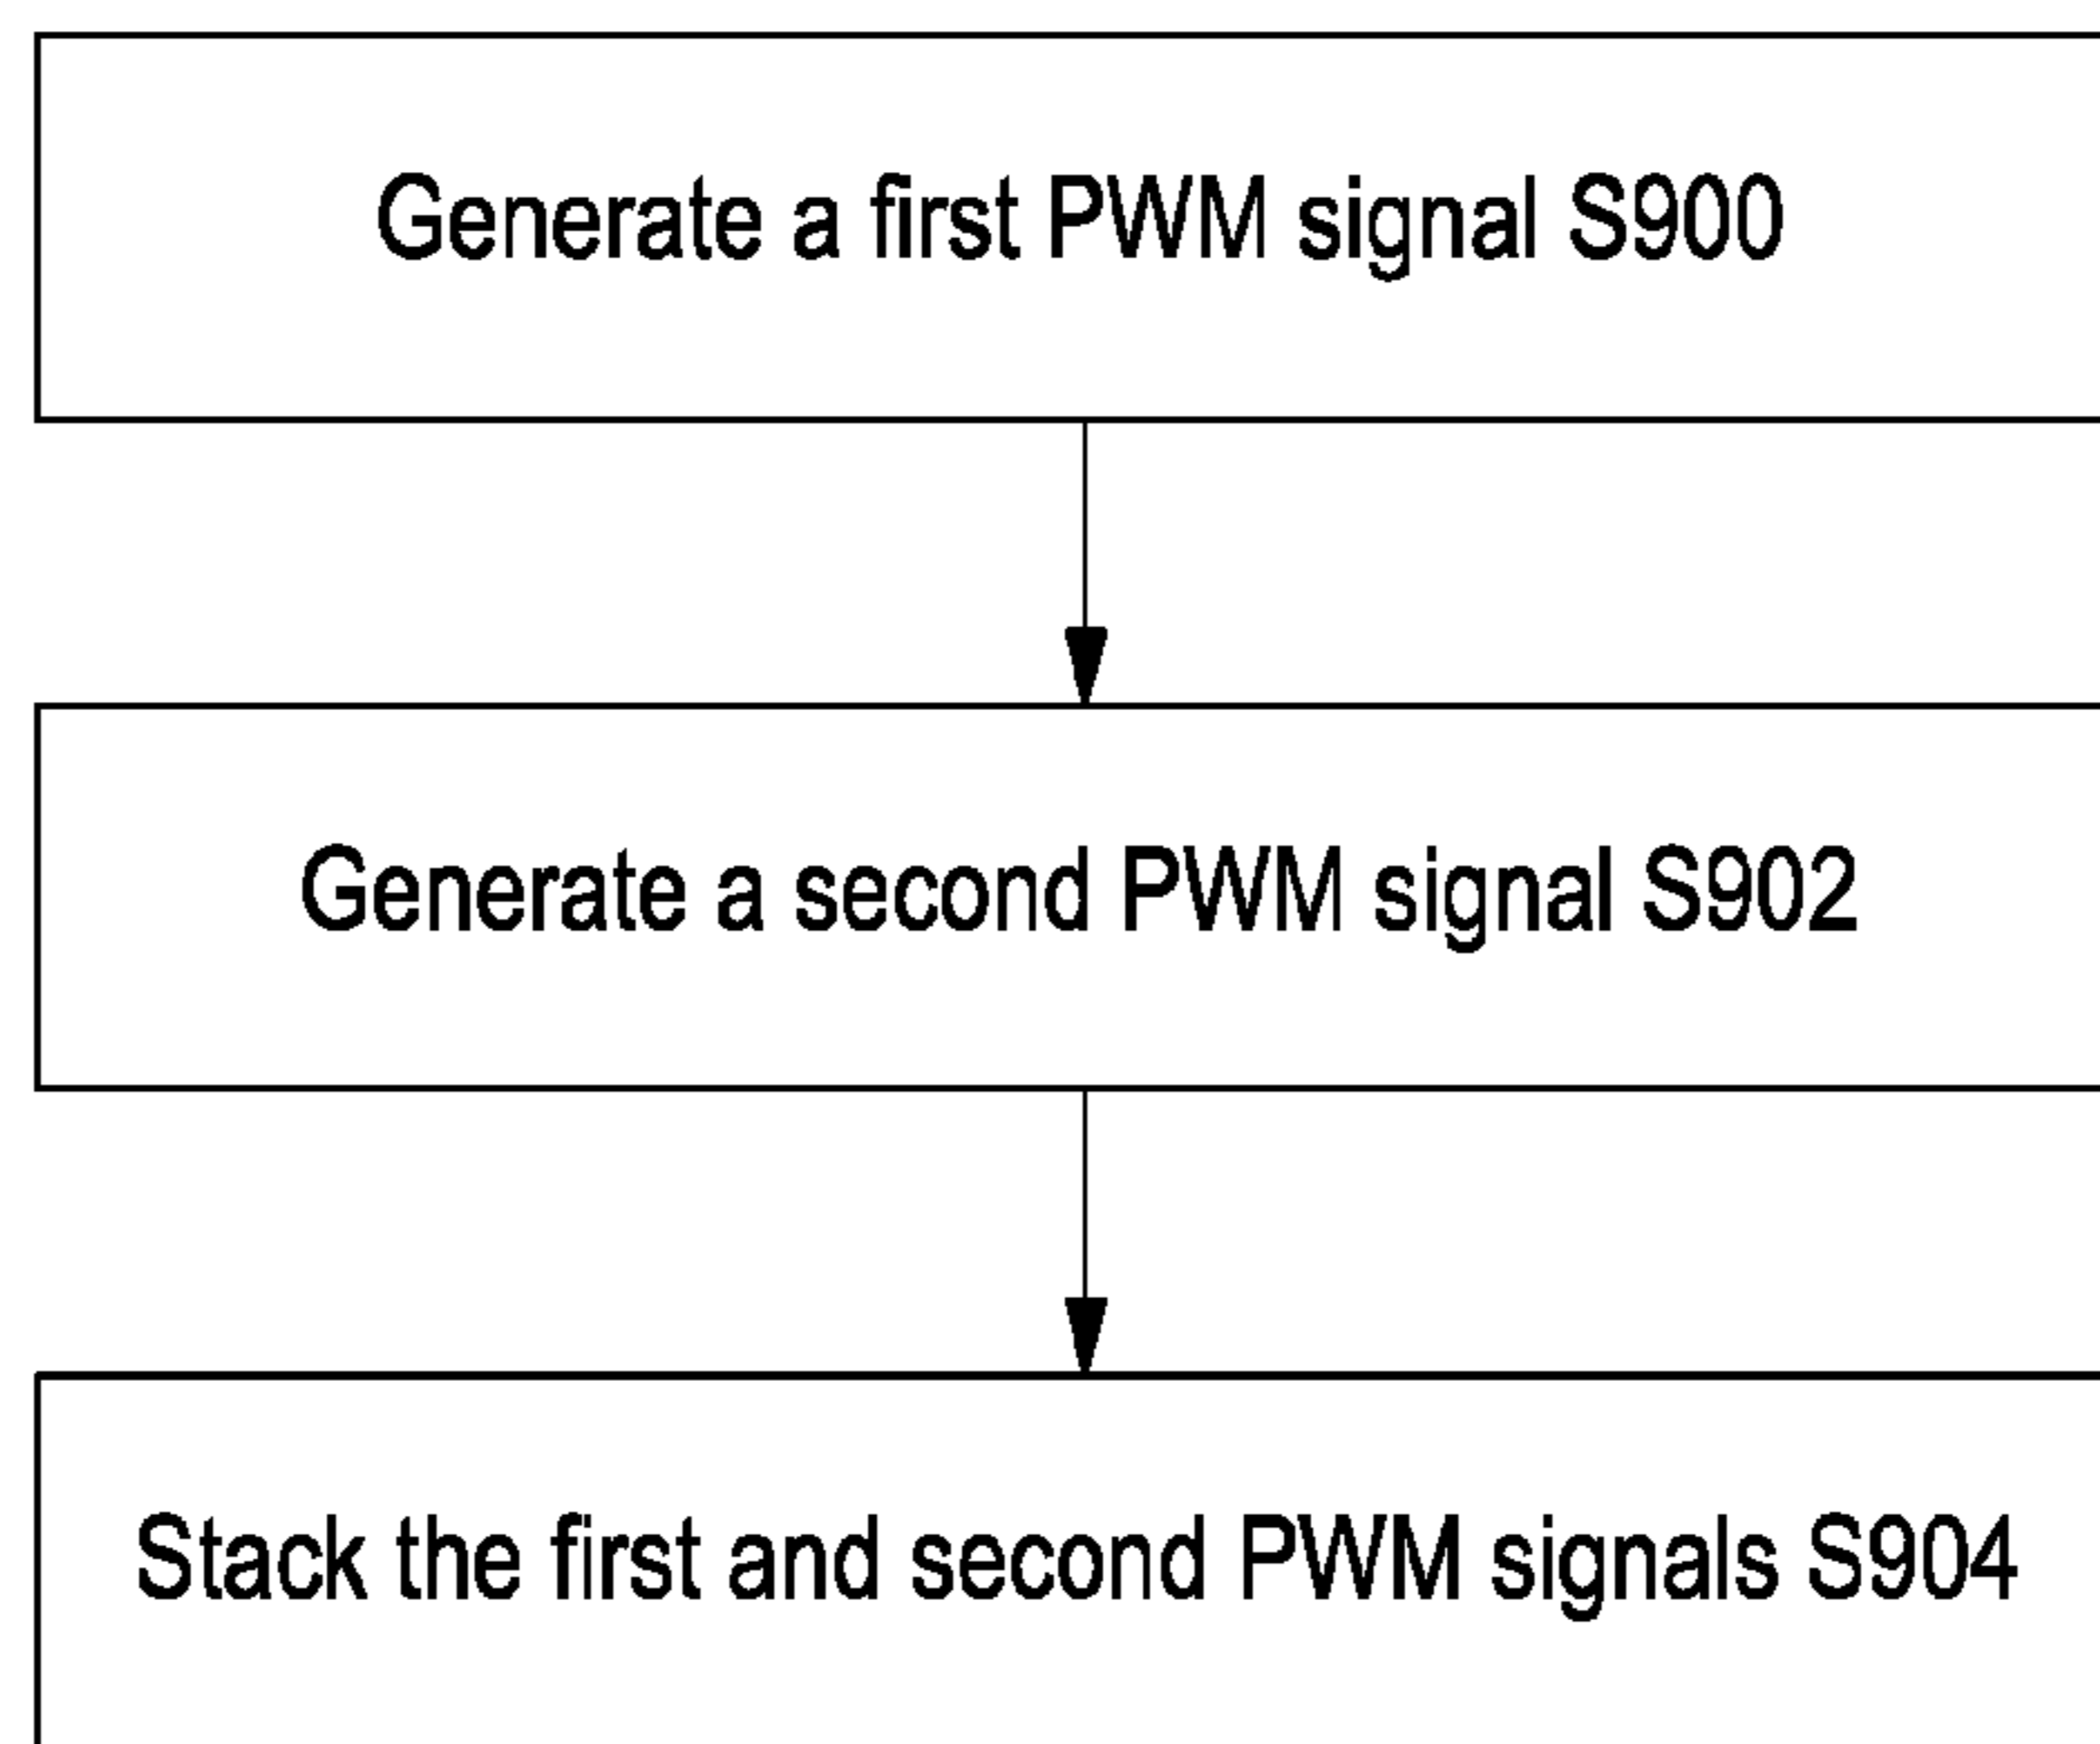 Generate a first PWM signal S900
Generate a second PWM signal S902
Stack the first and second PWM signals S904